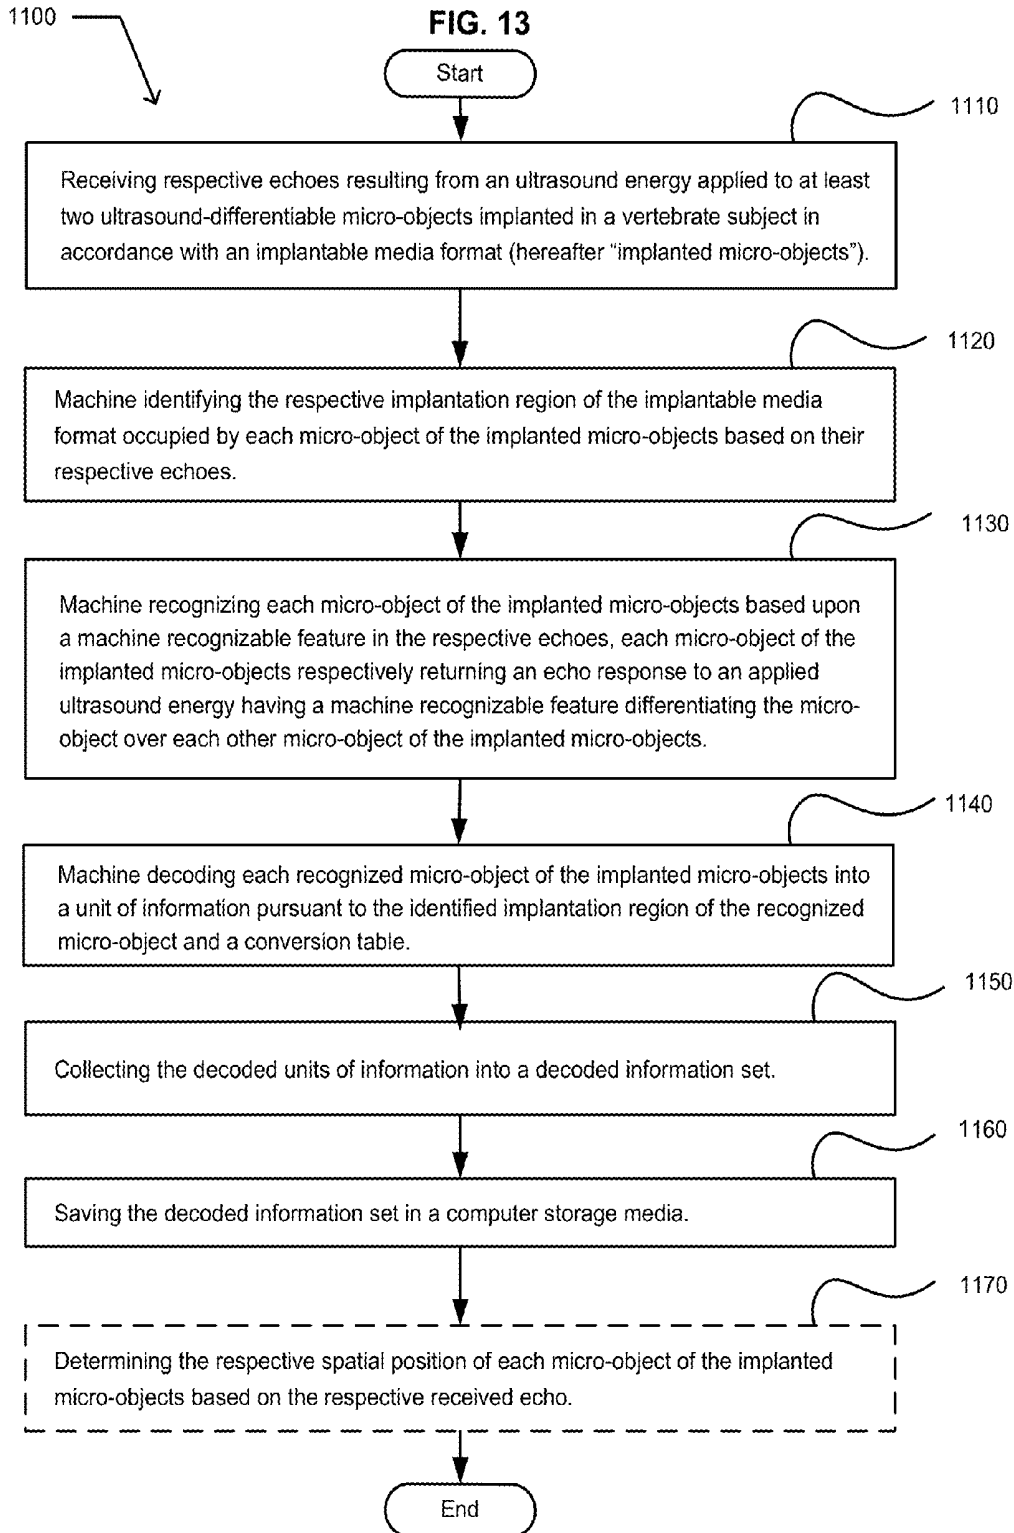 1100
FIG. 13
Start
1110
Receiving respective echoes resulting from an ultrasound energy applied to at least
two ultrasound-differentiable micro-objects implanted in a vertebrate subject in
accordance with an implantable media format (hereafter “implanted micro-objects”).
1120
Machine identifying the respective implantation region of the implantable media
format occupied by each micro-object of the implanted micro-objects based on their
respective echoes.
1130
Machine recognizing each micro-object of the implanted micro-objects based upon
a machine recognizable feature in the respective echoes, each micro-object of the
implanted micro-objects respectively returning an echo response to an applied
ultrasound energy having a machine recognizable feature differentiating the micro-
object over each other micro-object of the implanted micro-objects.
1140
Machine decoding each recognized micro-object of the implanted micro-objects into
a unit of information pursuant to the identified implantation region of the recognized
micro-object and a conversion table.
1150
Collecting the decoded units of information into a decoded information set.
1160
Saving the decoded information set in a computer storage media.
1170
Determining the respective spatial position of each micro-object of the implanted
micro-objects based on the respective received echo.
End